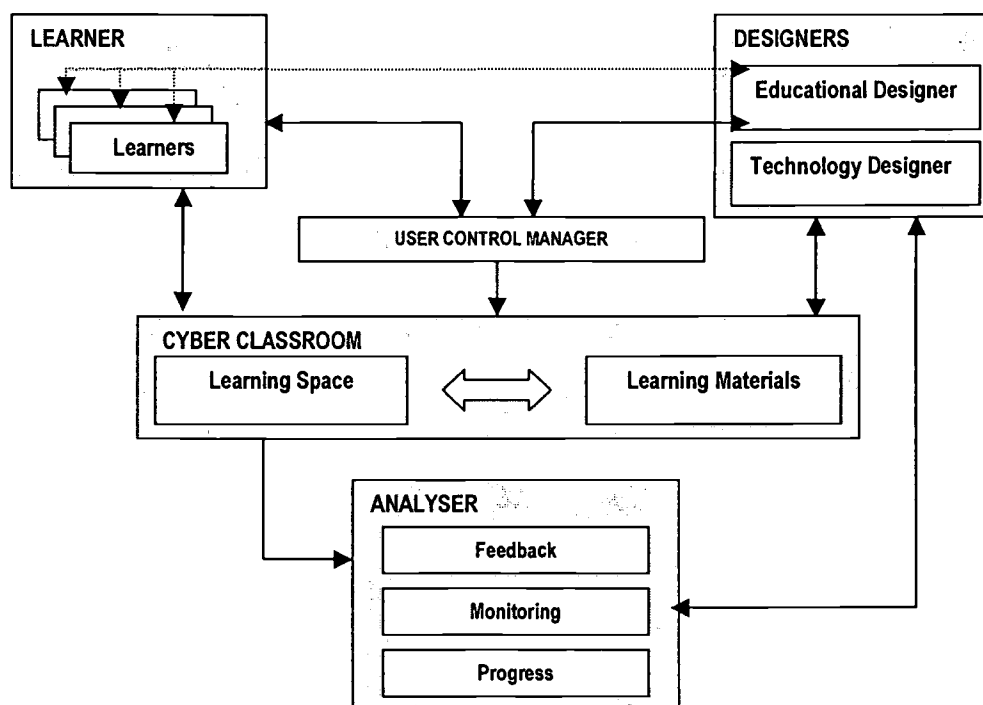 LEARNER
Learners
DESIGNERS
Educational Designer
Technology Designer
USER CONTROL MANAGER
CYBER CLASSROOM
Learning Space
Learning Materials
ANALYSER
Feedback
Monitoring
Progress